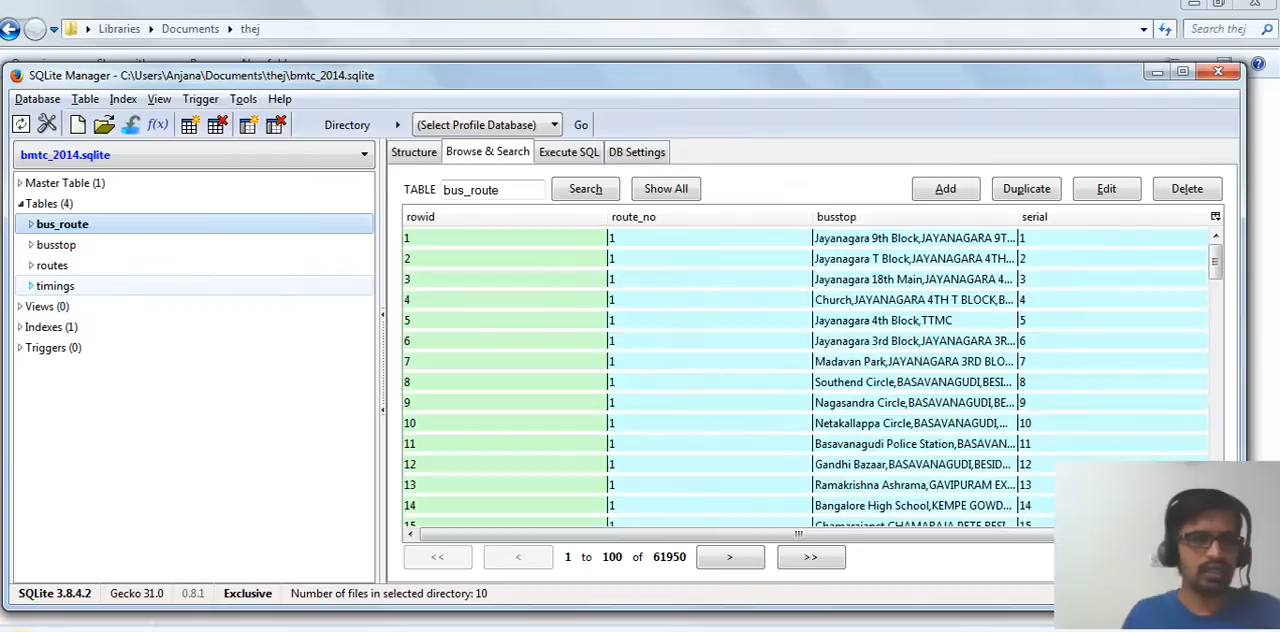 Libraries Documents thej
Search thej
SQLite Manager - C:\Users\Anjana\Documents\thej\bmtc_2014.sqlite
Database Table Index View Trigger Tools Help
f(x) Directory (Select Profile Database) Go
bmtc_2014.sqlite
Master Table (1)
Tables (4)
bus_route
busstop
routes
timings
Views (0)
Indexes (1)
Triggers (0)
Structure Browse & Search Execute SQL DB Settings
TABLE bus_route Search Show All Add Duplicate Edit Delete
rowid route_no busstop serial
1 1 Jayanagara 9th Block,JAYANAGARA 9T... 1
2 1 Jayanagara T Block,JAYANAGARA 4TH... 2
3 1 Jayanagara 18th Main,JAYANAGARA 4... 3
4 1 Church,JAYANAGARA 4TH T BLOCK,B... 4
5 1 Jayanagara 4th Block,TTMC 5
6 1 Jayanagara 3rd Block,JAYANAGARA 3R... 6
7 1 Madavan Park,JAYANAGARA 3RD BLO... 7
8 1 Southend Circle,BASAVANAGUDI,BESI... 8
9 1 Nagasandra Circle,BASAVANAGUDI,BE... 9
10 1 Netakallappa Circle,BASAVANAGUDI,... 10
11 1 Basavanagudi Police Station,BASAVAN... 11
12 1 Gandhi Bazaar,BASAVANAGUDI,BESID... 12
13 1 Ramakrishna Ashrama,GAVIPURAM EX... 13
14 1 Bangalore High School,KEMPE GOWD... 14
15 1 Chamarajapet,CHAMARAJA PETE,BESI... 15
<< < 1 to 100 of 61950 > >>
SQLite 3.8.4.2 Gecko 31.0 0.8.1 Exclusive Number of files in selected directory: 10